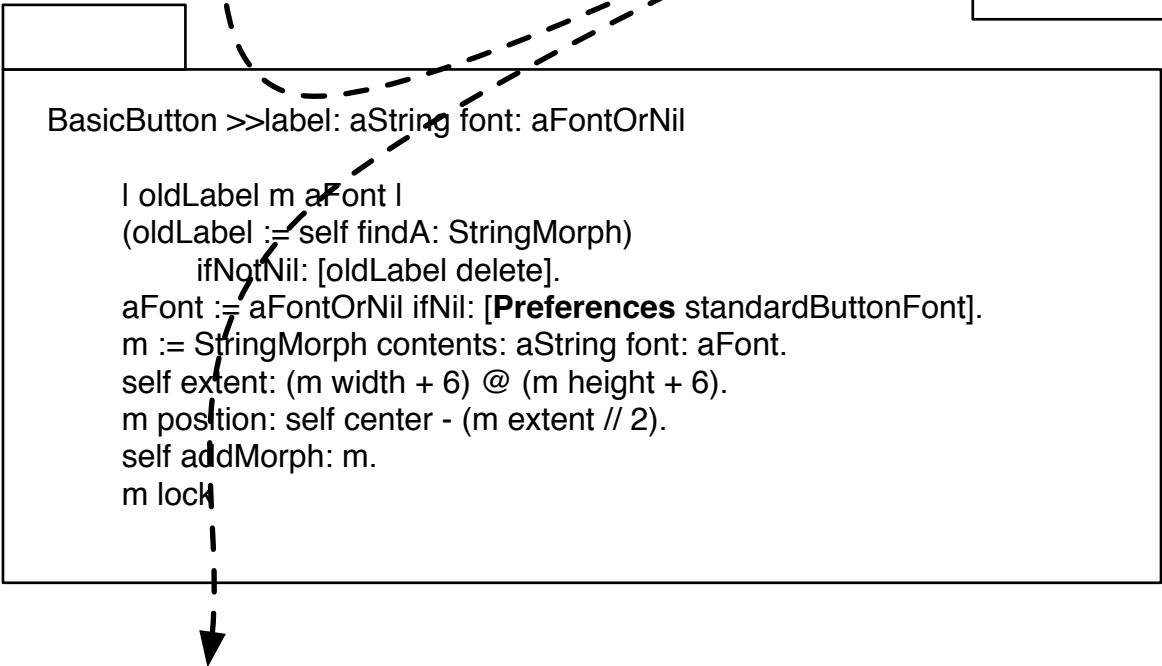 BasicButton >>label: aString font: aFontOrNil
| oldLabel m aFont |
(oldLabel := self findA: StringMorph)
ifNotNil: [oldLabel delete].
aFont := aFontOrNil ifNil: [Preferences standardButtonFont].
m := StringMorph contents: aString font: aFont.
self extent: (m width + 6) @ (m height + 6).
m position: self center - (m extent // 2).
self addMorph: m.
m lock